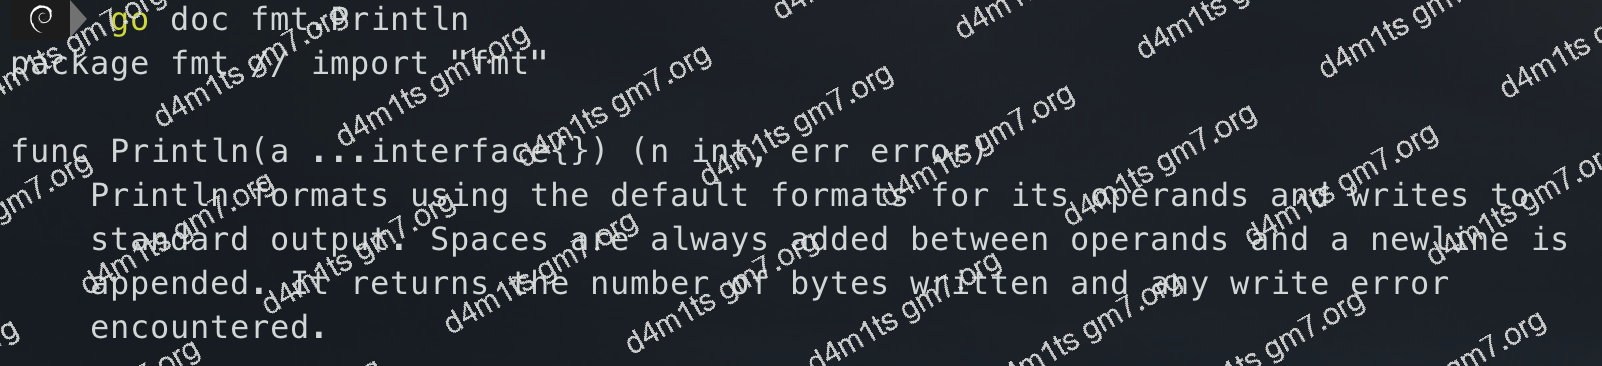 go doc fmt.Println
package fmt // import "fmt"

func Println(a ...interface{}) (n int, err error)
    Println formats using the default formats for its operands and writes to
    standard output. Spaces are always added between operands and a newline is
    appended. It returns the number of bytes written and any write error
    encountered.
d4m1ts gm7.org